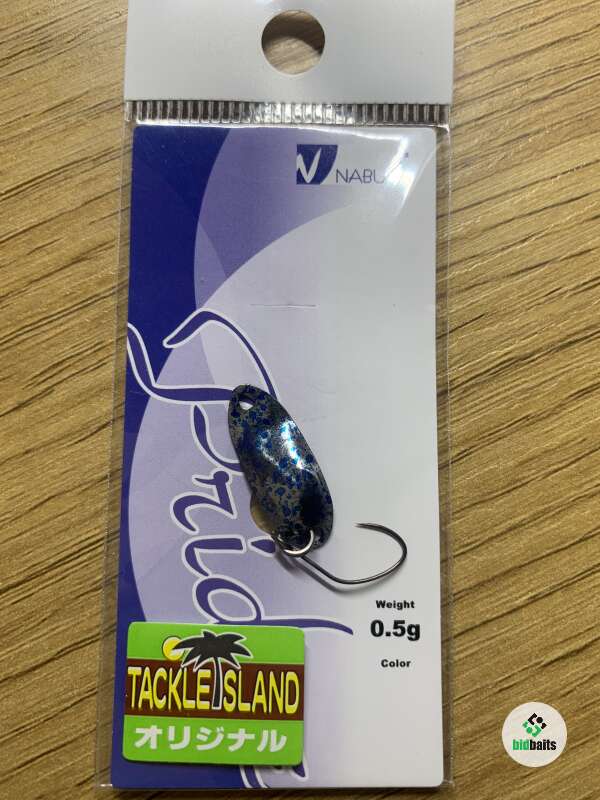 NABU
Weight
0.5g
Color
TACKLE ISLAND
オリジナル
bidbaits